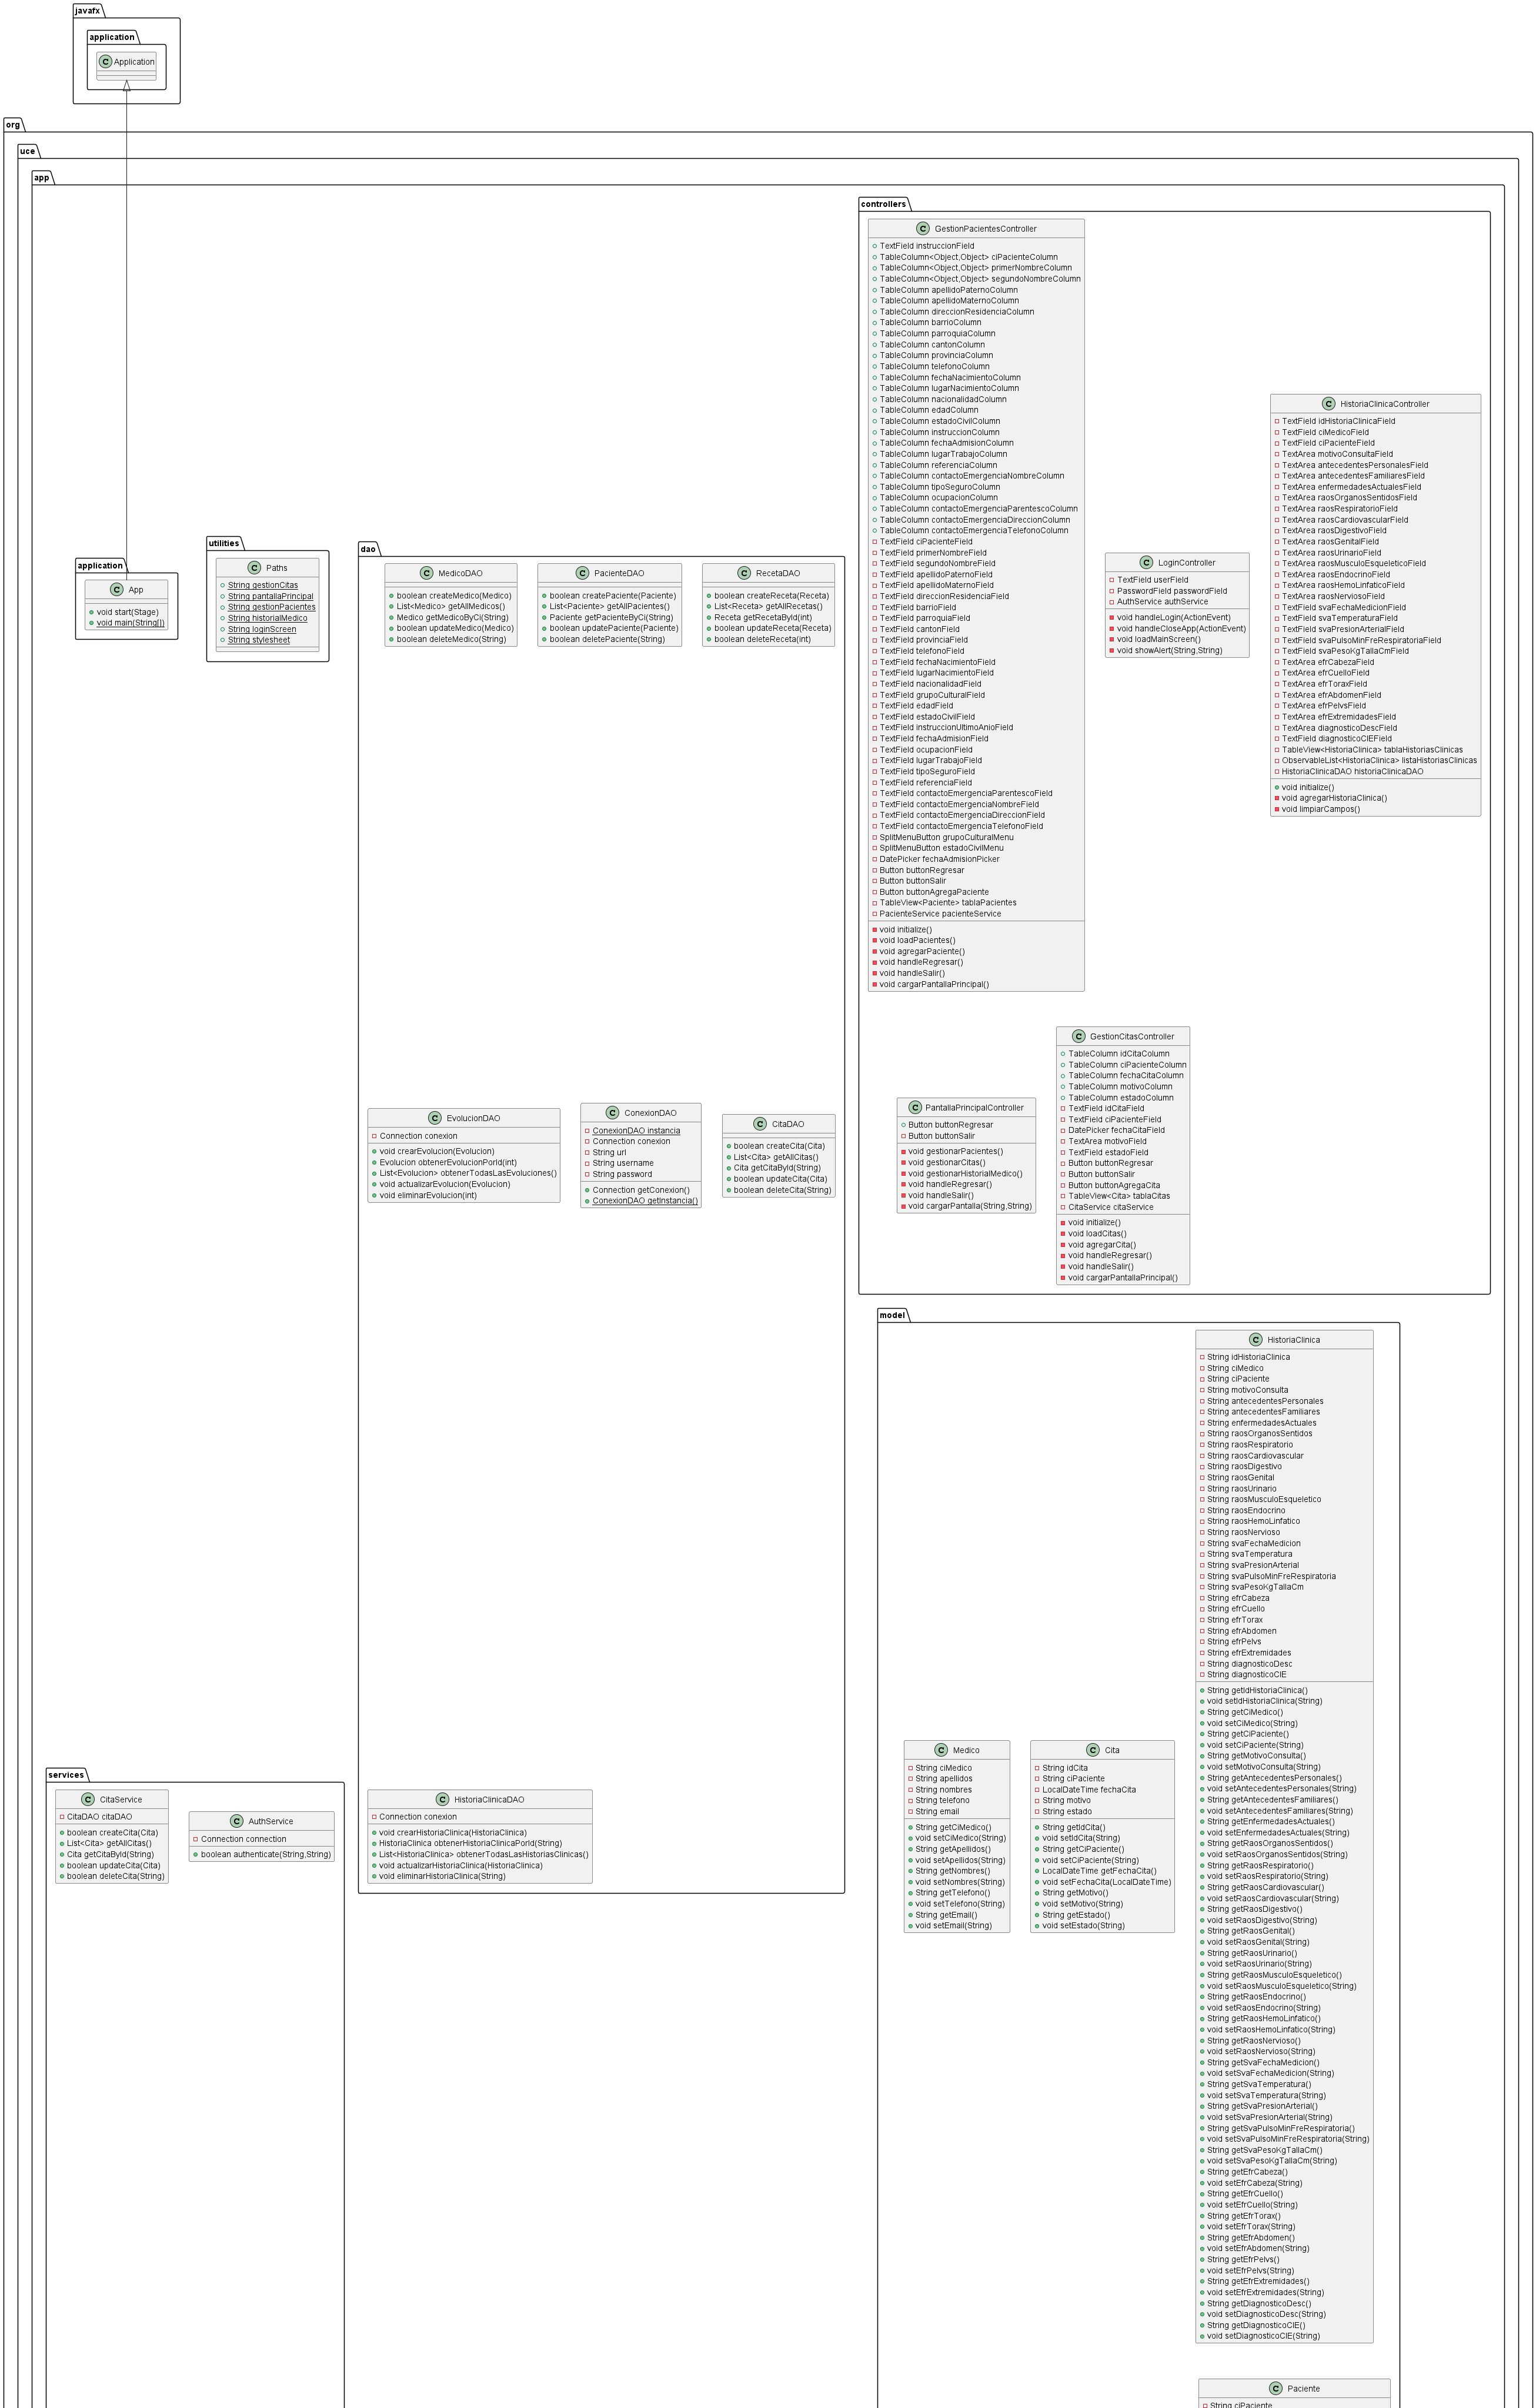 javafx
application
Application
org
uce
app
controllers
GestionPacientesController
TextField instruccionField
TableColumn<Object,Object> ciPacienteColumn
TableColumn<Object,Object> primerNombreColumn
TableColumn<Object,Object> segundoNombreColumn
TableColumn apellidoPaternoColumn
TableColumn apellidoMaternoColumn
TableColumn direccionResidenciaColumn
TableColumn barrioColumn
TableColumn parroquiaColumn
TableColumn cantonColumn
TableColumn provinciaColumn
TableColumn telefonoColumn
TableColumn fechaNacimientoColumn
TableColumn lugarNacimientoColumn
TableColumn nacionalidadColumn
TableColumn edadColumn
TableColumn estadoCivilColumn
TableColumn instruccionColumn
TableColumn fechaAdmisionColumn
TableColumn lugarTrabajoColumn
TableColumn referenciaColumn
TableColumn contactoEmergenciaNombreColumn
TableColumn tipoSeguroColumn
TableColumn ocupacionColumn
TableColumn contactoEmergenciaParentescoColumn
TableColumn contactoEmergenciaDireccionColumn
TableColumn contactoEmergenciaTelefonoColumn
TextField ciPacienteField
TextField primerNombreField
TextField segundoNombreField
TextField apellidoPaternoField
TextField apellidoMaternoField
TextField direccionResidenciaField
TextField barrioField
TextField parroquiaField
TextField cantonField
TextField provinciaField
TextField telefonoField
TextField fechaNacimientoField
TextField lugarNacimientoField
TextField nacionalidadField
TextField grupoCulturalField
TextField edadField
TextField estadoCivilField
TextField instruccionUltimoAnioField
TextField fechaAdmisionField
TextField ocupacionField
TextField lugarTrabajoField
TextField tipoSeguroField
TextField referenciaField
TextField contactoEmergenciaParentescoField
TextField contactoEmergenciaNombreField
TextField contactoEmergenciaDireccionField
TextField contactoEmergenciaTelefonoField
SplitMenuButton grupoCulturalMenu
SplitMenuButton estadoCivilMenu
DatePicker fechaAdmisionPicker
Button buttonRegresar
Button buttonSalir
Button buttonAgregaPaciente
TableView<Paciente> tablaPacientes
PacienteService pacienteService
void initialize()
void loadPacientes()
void agregarPaciente()
void handleRegresar()
void handleSalir()
void cargarPantallaPrincipal()
LoginController
TextField userField
PasswordField passwordField
AuthService authService
void handleLogin(ActionEvent)
void handleCloseApp(ActionEvent)
void loadMainScreen()
void showAlert(String,String)
HistoriaClinicaController
TextField idHistoriaClinicaField
TextField ciMedicoField
TextField ciPacienteField
TextArea motivoConsultaField
TextArea antecedentesPersonalesField
TextArea antecedentesFamiliaresField
TextArea enfermedadesActualesField
TextArea raosOrganosSentidosField
TextArea raosRespiratorioField
TextArea raosCardiovascularField
TextArea raosDigestivoField
TextArea raosGenitalField
TextArea raosUrinarioField
TextArea raosMusculoEsqueleticoField
TextArea raosEndocrinoField
TextArea raosHemoLinfaticoField
TextArea raosNerviosoField
TextField svaFechaMedicionField
TextField svaTemperaturaField
TextField svaPresionArterialField
TextField svaPulsoMinFreRespiratoriaField
TextField svaPesoKgTallaCmField
TextArea efrCabezaField
TextArea efrCuelloField
TextArea efrToraxField
TextArea efrAbdomenField
TextArea efrPelvsField
TextArea efrExtremidadesField
TextArea diagnosticoDescField
TextField diagnosticoCIEField
TableView<HistoriaClinica> tablaHistoriasClinicas
ObservableList<HistoriaClinica> listaHistoriasClinicas
HistoriaClinicaDAO historiaClinicaDAO
void initialize()
void agregarHistoriaClinica()
void limpiarCampos()
application
App
void start(Stage)
void main(String[])
utilities
Paths
String gestionCitas
String pantallaPrincipal
String gestionPacientes
String historialMedico
String loginScreen
String stylesheet
dao
MedicoDAO
boolean createMedico(Medico)
List<Medico> getAllMedicos()
Medico getMedicoByCi(String)
boolean updateMedico(Medico)
boolean deleteMedico(String)
PacienteDAO
boolean createPaciente(Paciente)
List<Paciente> getAllPacientes()
Paciente getPacienteByCi(String)
boolean updatePaciente(Paciente)
boolean deletePaciente(String)
RecetaDAO
boolean createReceta(Receta)
List<Receta> getAllRecetas()
Receta getRecetaById(int)
boolean updateReceta(Receta)
boolean deleteReceta(int)
EvolucionDAO
Connection conexion
void crearEvolucion(Evolucion)
Evolucion obtenerEvolucionPorId(int)
List<Evolucion> obtenerTodasLasEvoluciones()
void actualizarEvolucion(Evolucion)
void eliminarEvolucion(int)
ConexionDAO
ConexionDAO instancia
Connection conexion
String url
String username
String password
Connection getConexion()
ConexionDAO getInstancia()
CitaDAO
boolean createCita(Cita)
List<Cita> getAllCitas()
Cita getCitaById(String)
boolean updateCita(Cita)
boolean deleteCita(String)
PantallaPrincipalController
Button buttonRegresar
Button buttonSalir
void gestionarPacientes()
void gestionarCitas()
void gestionarHistorialMedico()
void handleRegresar()
void handleSalir()
void cargarPantalla(String,String)
GestionCitasController
TableColumn idCitaColumn
TableColumn ciPacienteColumn
TableColumn fechaCitaColumn
TableColumn motivoColumn
TableColumn estadoColumn
TextField idCitaField
TextField ciPacienteField
DatePicker fechaCitaField
TextArea motivoField
TextField estadoField
Button buttonRegresar
Button buttonSalir
Button buttonAgregaCita
TableView<Cita> tablaCitas
CitaService citaService
void initialize()
void loadCitas()
void agregarCita()
void handleRegresar()
void handleSalir()
void cargarPantallaPrincipal()
model
HistoriaClinica
String idHistoriaClinica
String ciMedico
String ciPaciente
String motivoConsulta
String antecedentesPersonales
String antecedentesFamiliares
String enfermedadesActuales
String raosOrganosSentidos
String raosRespiratorio
String raosCardiovascular
String raosDigestivo
String raosGenital
String raosUrinario
String raosMusculoEsqueletico
String raosEndocrino
String raosHemoLinfatico
String raosNervioso
String svaFechaMedicion
String svaTemperatura
String svaPresionArterial
String svaPulsoMinFreRespiratoria
String svaPesoKgTallaCm
String efrCabeza
String efrCuello
String efrTorax
String efrAbdomen
String efrPelvs
String efrExtremidades
String diagnosticoDesc
String diagnosticoCIE
String getIdHistoriaClinica()
void setIdHistoriaClinica(String)
String getCiMedico()
void setCiMedico(String)
String getCiPaciente()
void setCiPaciente(String)
String getMotivoConsulta()
void setMotivoConsulta(String)
String getAntecedentesPersonales()
void setAntecedentesPersonales(String)
String getAntecedentesFamiliares()
void setAntecedentesFamiliares(String)
String getEnfermedadesActuales()
void setEnfermedadesActuales(String)
String getRaosOrganosSentidos()
void setRaosOrganosSentidos(String)
String getRaosRespiratorio()
void setRaosRespiratorio(String)
String getRaosCardiovascular()
void setRaosCardiovascular(String)
String getRaosDigestivo()
void setRaosDigestivo(String)
String getRaosGenital()
void setRaosGenital(String)
String getRaosUrinario()
void setRaosUrinario(String)
String getRaosMusculoEsqueletico()
void setRaosMusculoEsqueletico(String)
String getRaosEndocrino()
void setRaosEndocrino(String)
String getRaosHemoLinfatico()
void setRaosHemoLinfatico(String)
String getRaosNervioso()
void setRaosNervioso(String)
String getSvaFechaMedicion()
void setSvaFechaMedicion(String)
String getSvaTemperatura()
void setSvaTemperatura(String)
String getSvaPresionArterial()
void setSvaPresionArterial(String)
String getSvaPulsoMinFreRespiratoria()
void setSvaPulsoMinFreRespiratoria(String)
String getSvaPesoKgTallaCm()
void setSvaPesoKgTallaCm(String)
String getEfrCabeza()
void setEfrCabeza(String)
String getEfrCuello()
void setEfrCuello(String)
String getEfrTorax()
void setEfrTorax(String)
String getEfrAbdomen()
void setEfrAbdomen(String)
String getEfrPelvs()
void setEfrPelvs(String)
String getEfrExtremidades()
void setEfrExtremidades(String)
String getDiagnosticoDesc()
void setDiagnosticoDesc(String)
String getDiagnosticoCIE()
void setDiagnosticoCIE(String)
Medico
String ciMedico
String apellidos
String nombres
String telefono
String email
String getCiMedico()
void setCiMedico(String)
String getApellidos()
void setApellidos(String)
String getNombres()
void setNombres(String)
String getTelefono()
void setTelefono(String)
String getEmail()
void setEmail(String)
Cita
String idCita
String ciPaciente
LocalDateTime fechaCita
String motivo
String estado
String getIdCita()
void setIdCita(String)
String getCiPaciente()
void setCiPaciente(String)
LocalDateTime getFechaCita()
void setFechaCita(LocalDateTime)
String getMotivo()
void setMotivo(String)
String getEstado()
void setEstado(String)
services
CitaService
CitaDAO citaDAO
boolean createCita(Cita)
List<Cita> getAllCitas()
Cita getCitaById(String)
boolean updateCita(Cita)
boolean deleteCita(String)
AuthService
Connection connection
boolean authenticate(String,String)
HistoriaClinicaDAO
Connection conexion
void crearHistoriaClinica(HistoriaClinica)
HistoriaClinica obtenerHistoriaClinicaPorId(String)
List<HistoriaClinica> obtenerTodasLasHistoriasClinicas()
void actualizarHistoriaClinica(HistoriaClinica)
void eliminarHistoriaClinica(String)
Paciente
String ciPaciente